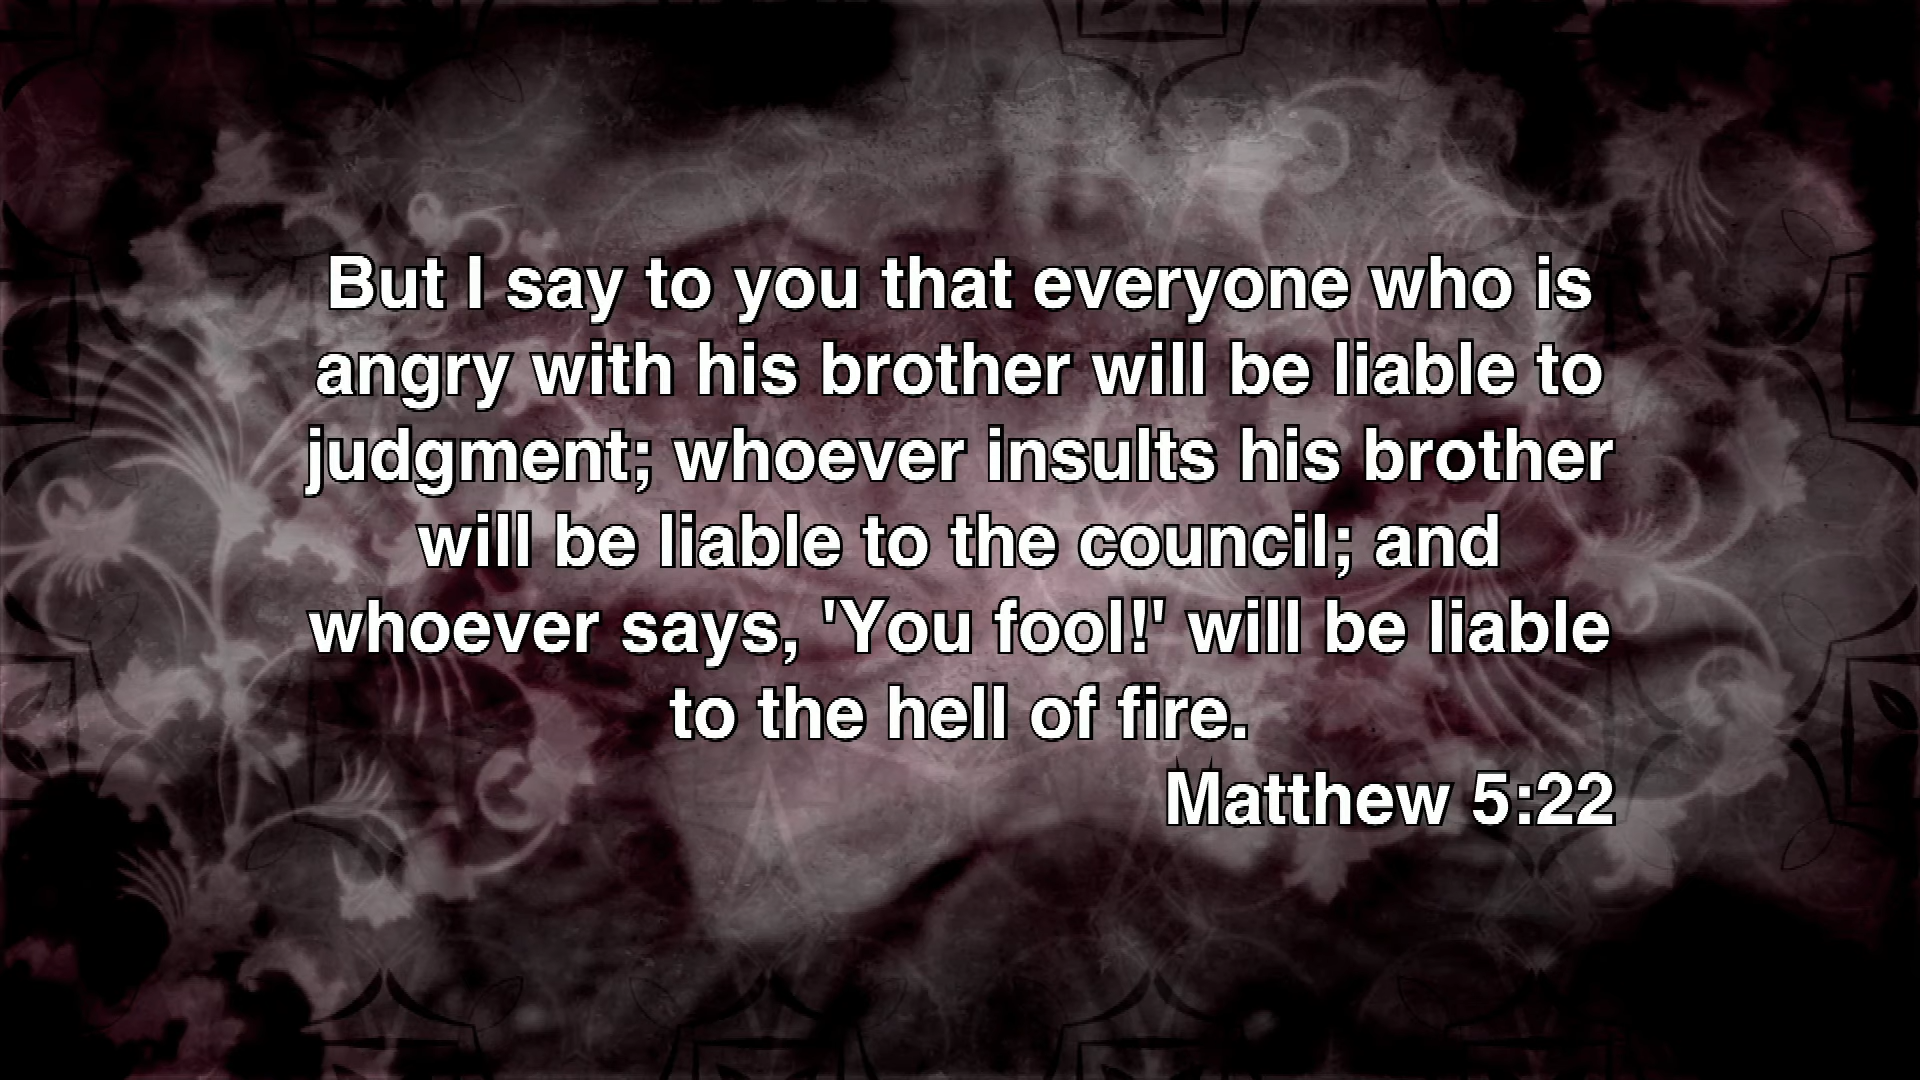 But I say to you that everyone who is
angry with his brother will be liable to
judgment; whoever insults his brother
will be liable to the council; and
whoever says, 'You fool!' will be liable
to the hell of fire.
Matthew 5:22